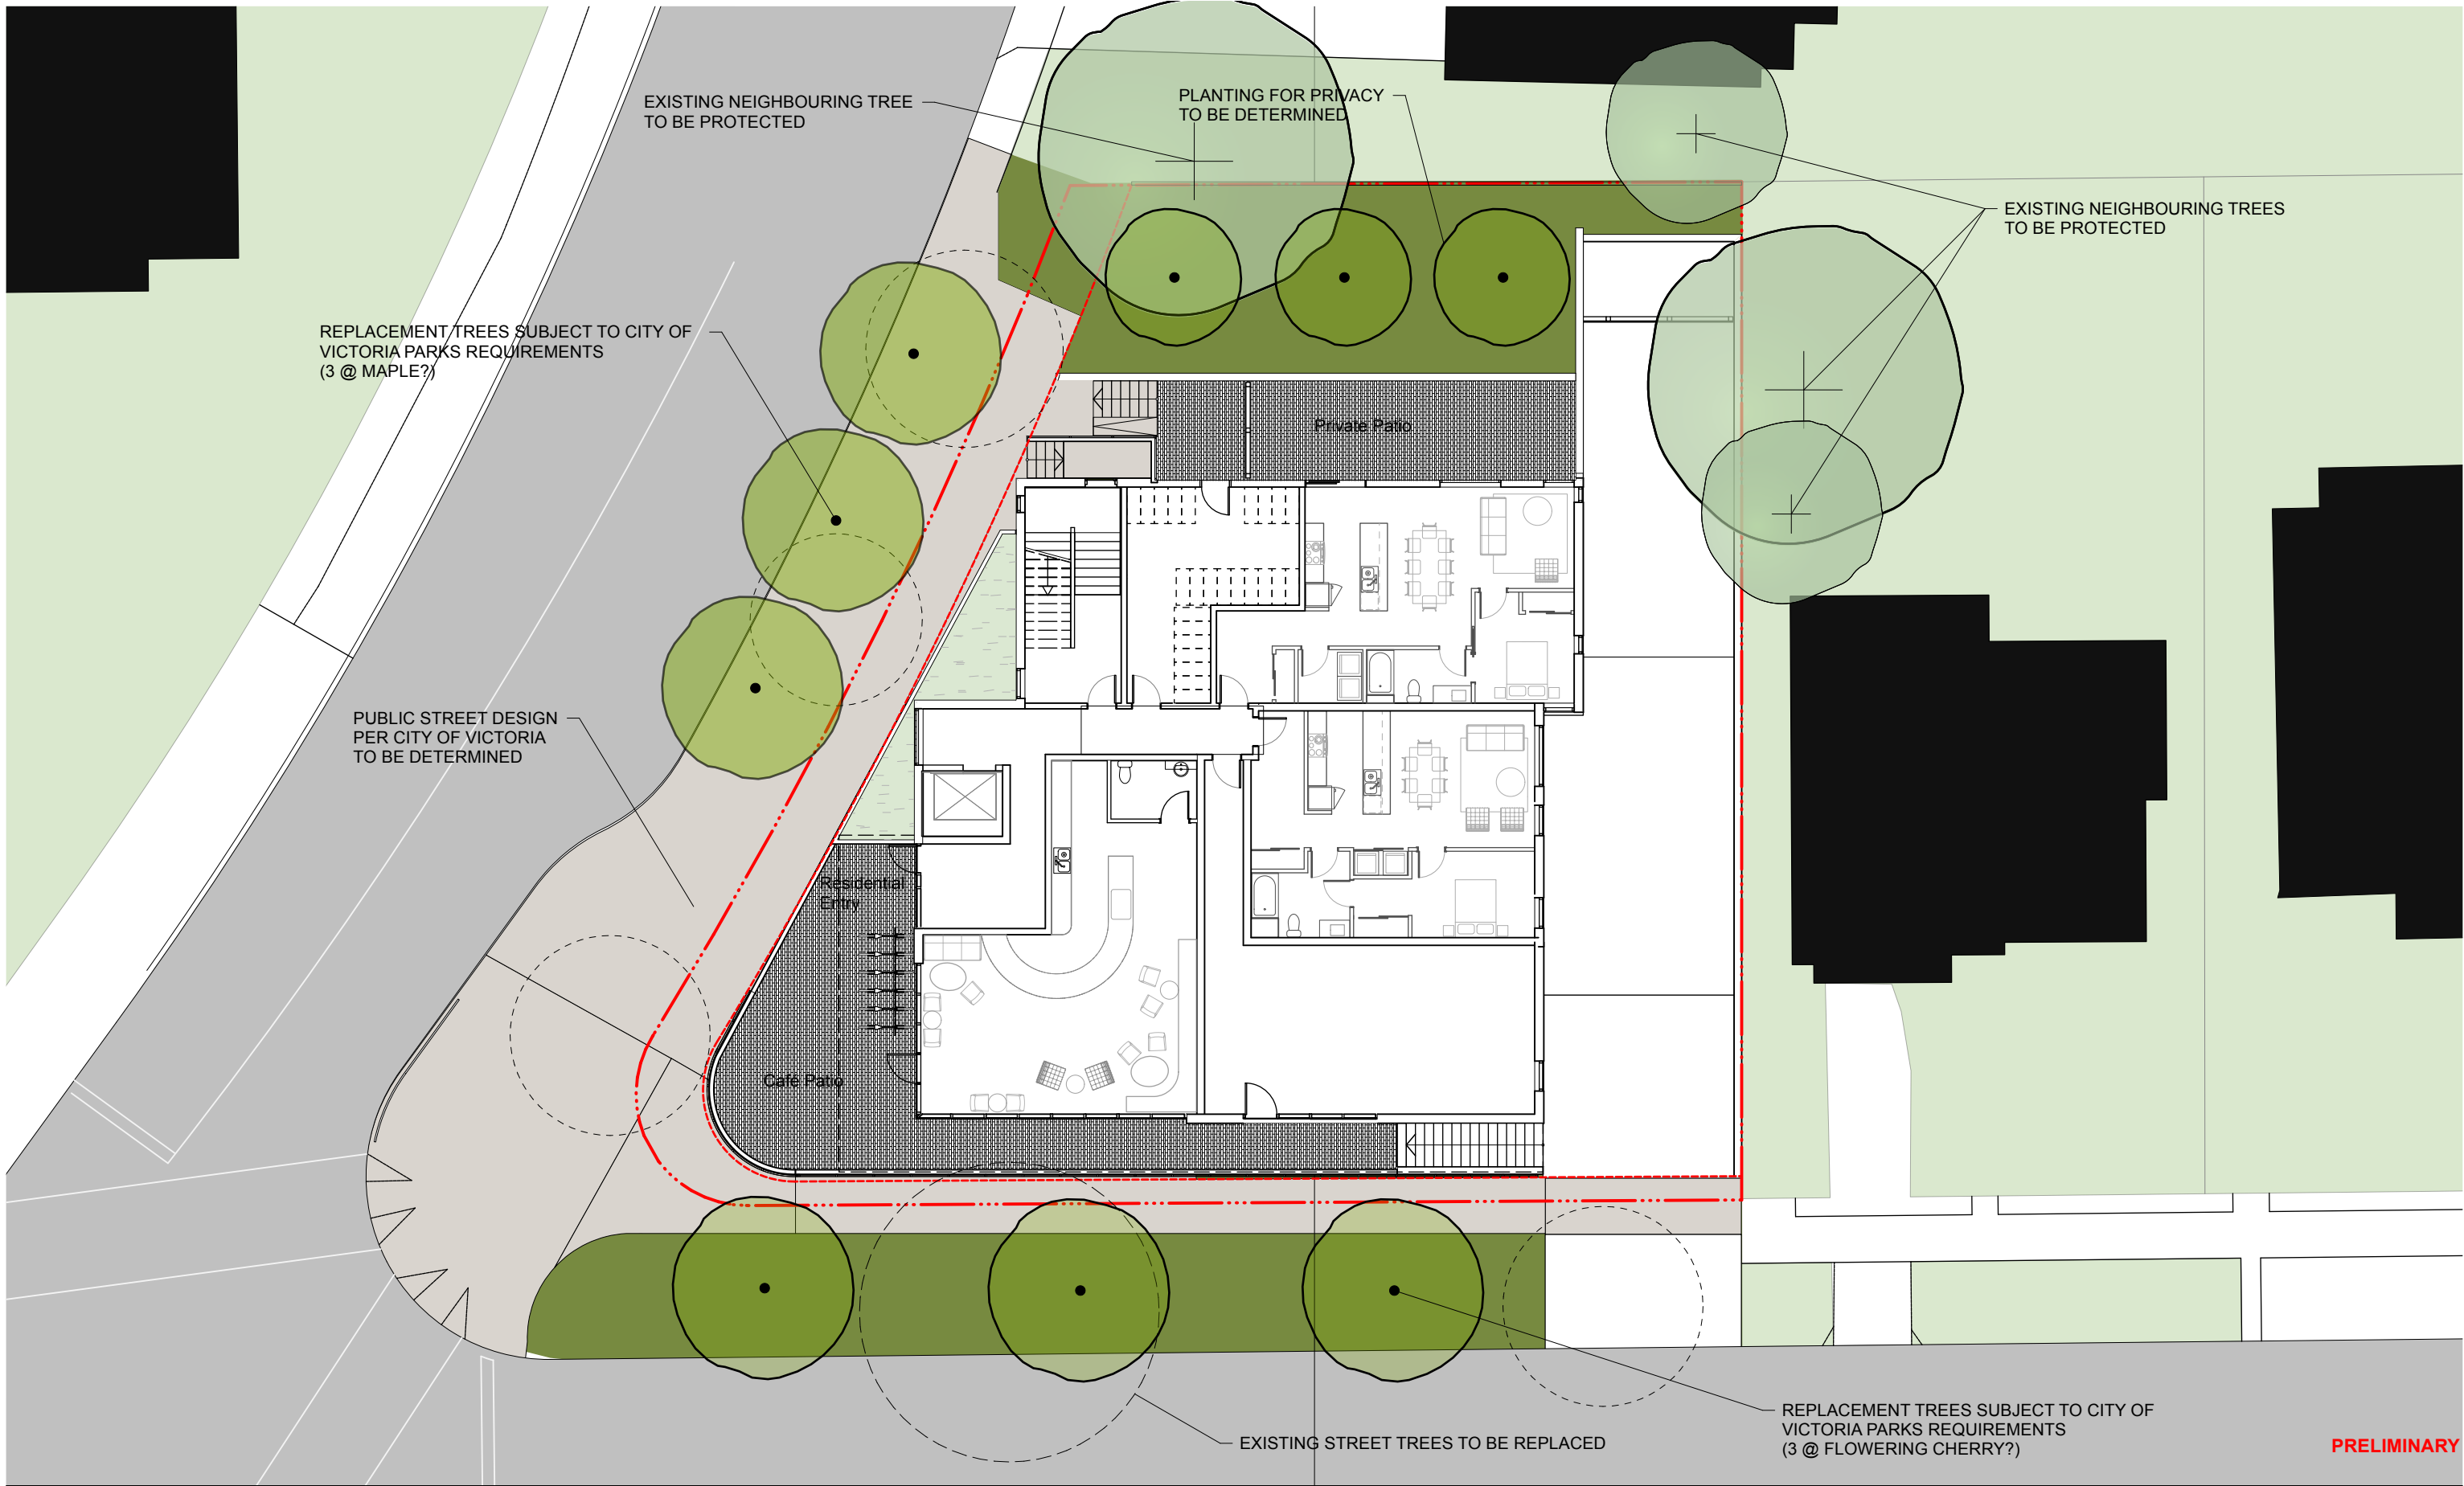 EXISTING NEIGHBOURING TREE
TO BE PROTECTED
PLANTING FOR PRIVACY
TO BE DETERMINED
EXISTING NEIGHBOURING TREES
TO BE PROTECTED
REPLACEMENT TREES SUBJECT TO CITY OF
VICTORIA PARKS REQUIREMENTS
(3 @ MAPLE?)
Private Patio
PUBLIC STREET DESIGN
PER CITY OF VICTORIA
TO BE DETERMINED
Residential
Entry
Café Patio
EXISTING STREET TREES TO BE REPLACED
REPLACEMENT TREES SUBJECT TO CITY OF
VICTORIA PARKS REQUIREMENTS
(3 @ FLOWERING CHERRY?)
PRELIMINARY